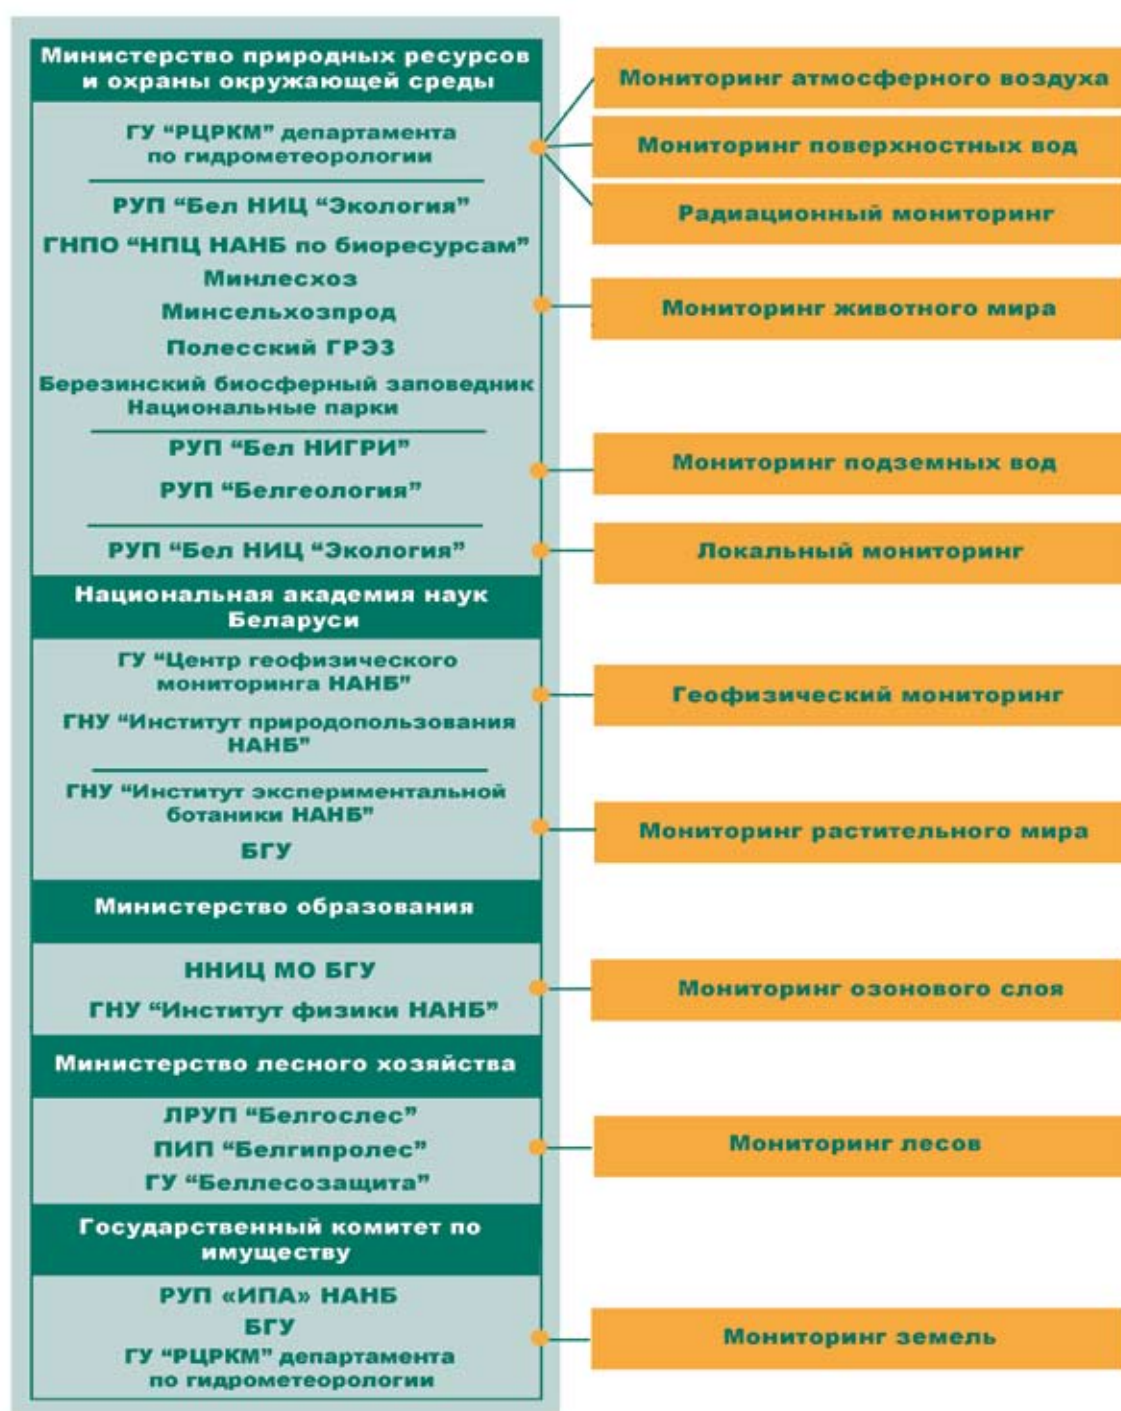 Министерство природных ресурсов
и охраны окружающей среды
ГУ “РЦРКМ” департамента
по гидрометеорологии
Мониторинг атмосферного воздуха
Мониторинг поверхностных вод
Радиационный мониторинг
РУП “Бел НИЦ “Экология”
ГНПО “НПЦ НАНБ по биоресурсам”
Минлесхоз
Минсельхозпрод
Полесский ГРЭЗ
Березинский биосферный заповедник
Национальные парки
Мониторинг животного мира
РУП “Бел НИГРИ”
РУП “Белгеология”
Мониторинг подземных вод
РУП “Бел НИЦ “Экология”
Локальный мониторинг
Национальная академия наук
Беларуси
ГУ “Центр геофизического
мониторинга НАНБ”
ГНУ “Институт природопользования
НАНБ”
Геофизический мониторинг
ГНУ “Институт экспериментальной
ботаники НАНБ”
БГУ
Мониторинг растительного мира
Министерство образования
ННИЦ МО БГУ
ГНУ “Институт физики НАНБ”
Мониторинг озонового слоя
Министерство лесного хозяйства
ЛРУП “Белгослес”
ПИП “Белгипролес”
ГУ “Беллесозащита”
Мониторинг лесов
Государственный комитет по
имуществу
РУП «ИПА» НАНБ
БГУ
ГУ “РЦРКМ” департамента
по гидрометеорологии
Мониторинг земель